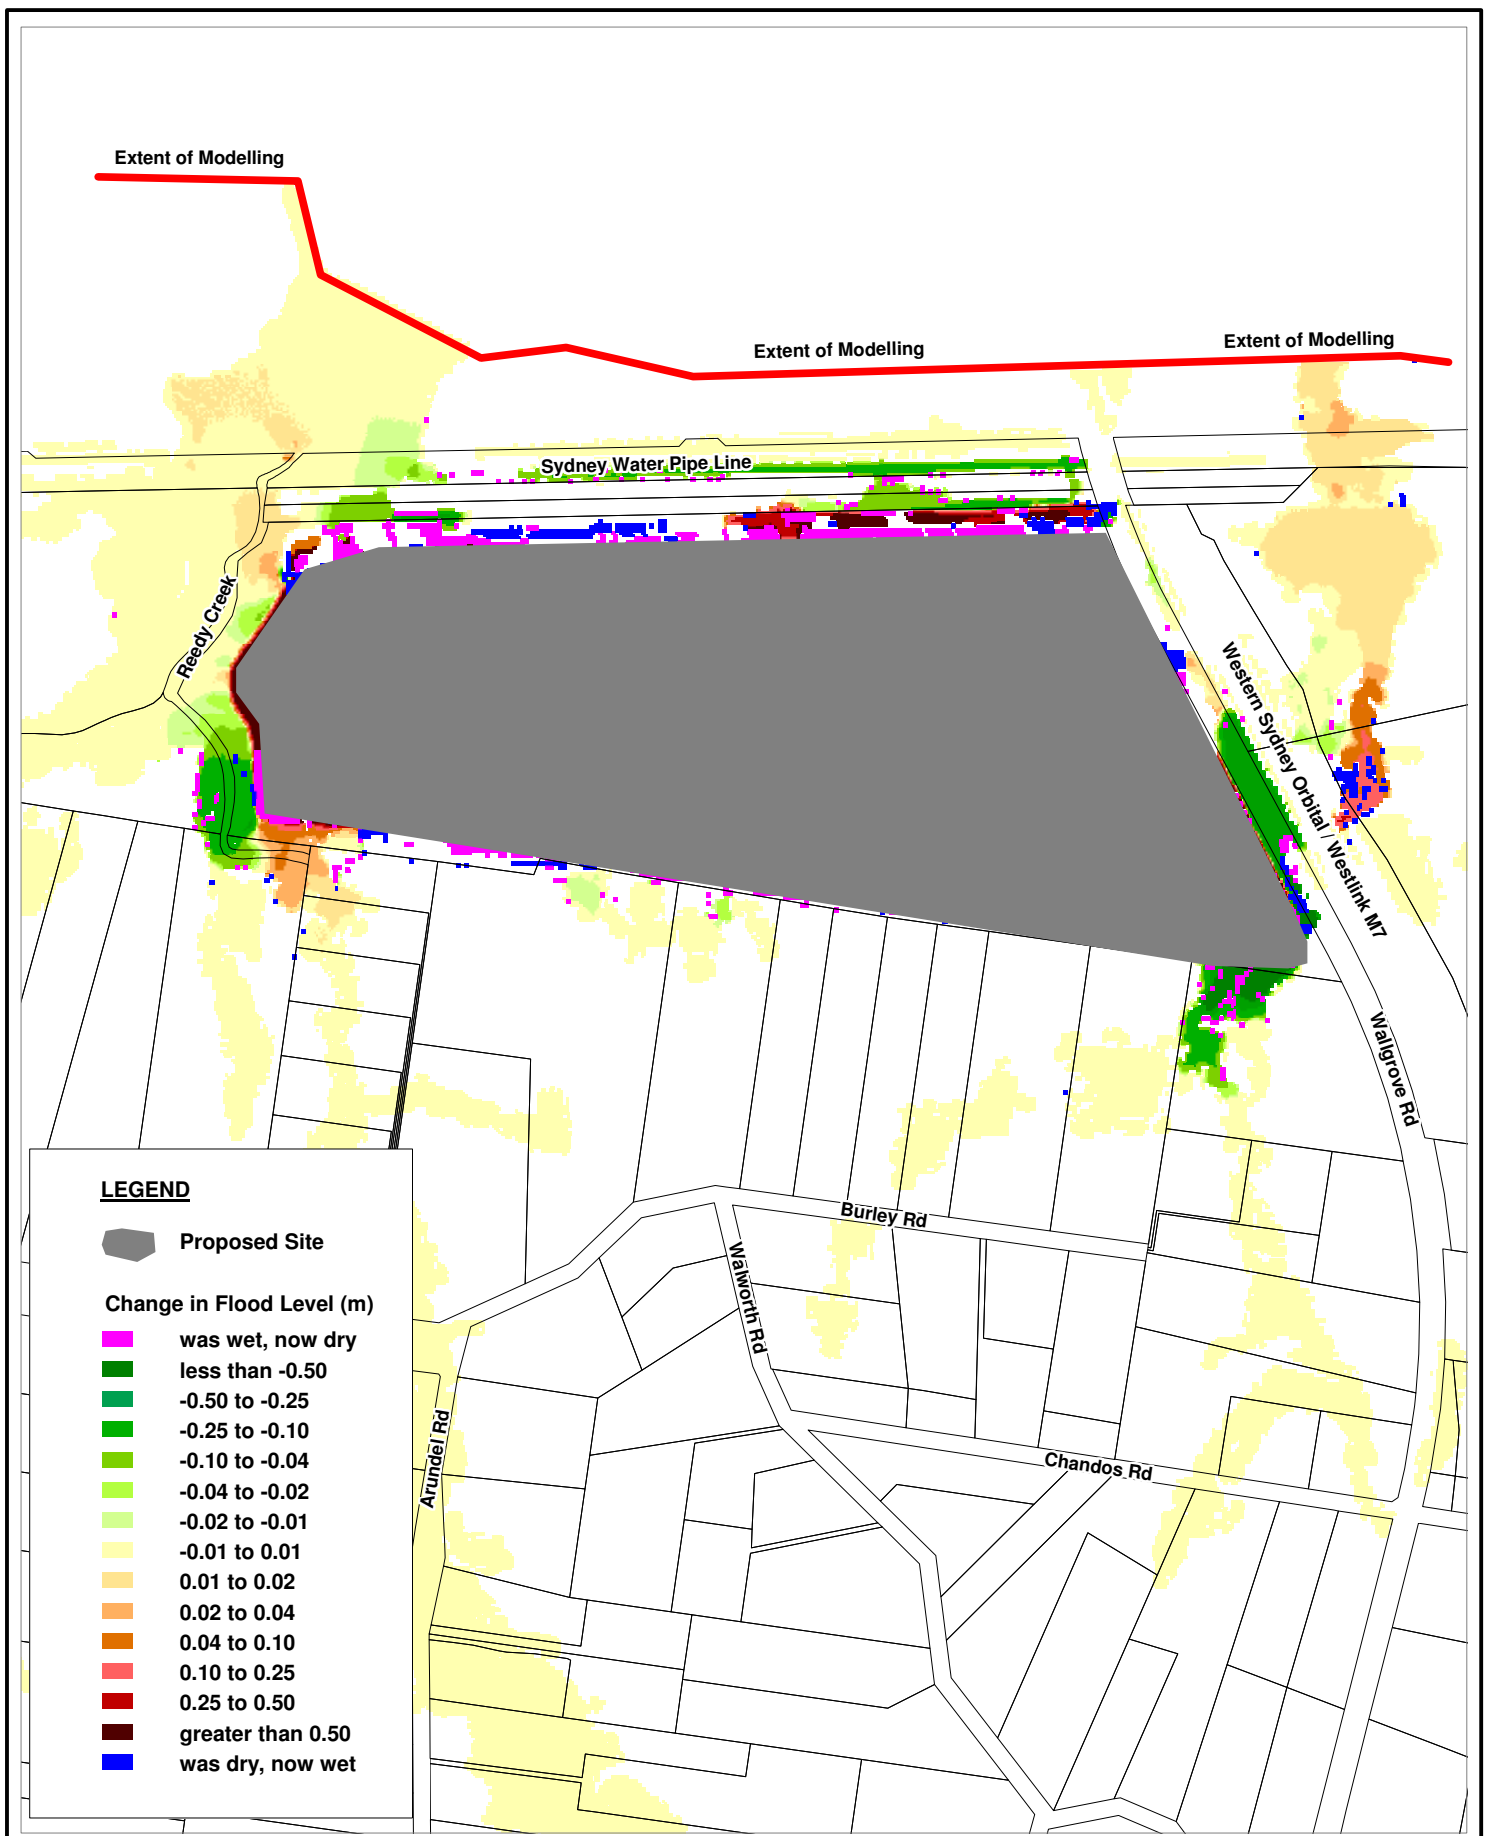 Extent of Modelling
Extent of Modelling
Extent of Modelling
Sydney Water Pipe Line
Reedy Creek
Western Sydney Orbital / Westlink M7
Wallgrove Rd
Burley Rd
Walworth Rd
Chandos Rd
Arundel Rd
LEGEND
Proposed Site
Change in Flood Level (m)
was wet, now dry
less than -0.50
-0.50 to -0.25
-0.25 to -0.10
-0.10 to -0.04
-0.04 to -0.02
-0.02 to -0.01
-0.01 to 0.01
0.01 to 0.02
0.02 to 0.04
0.04 to 0.10
0.10 to 0.25
0.25 to 0.50
greater than 0.50
was dry, now wet